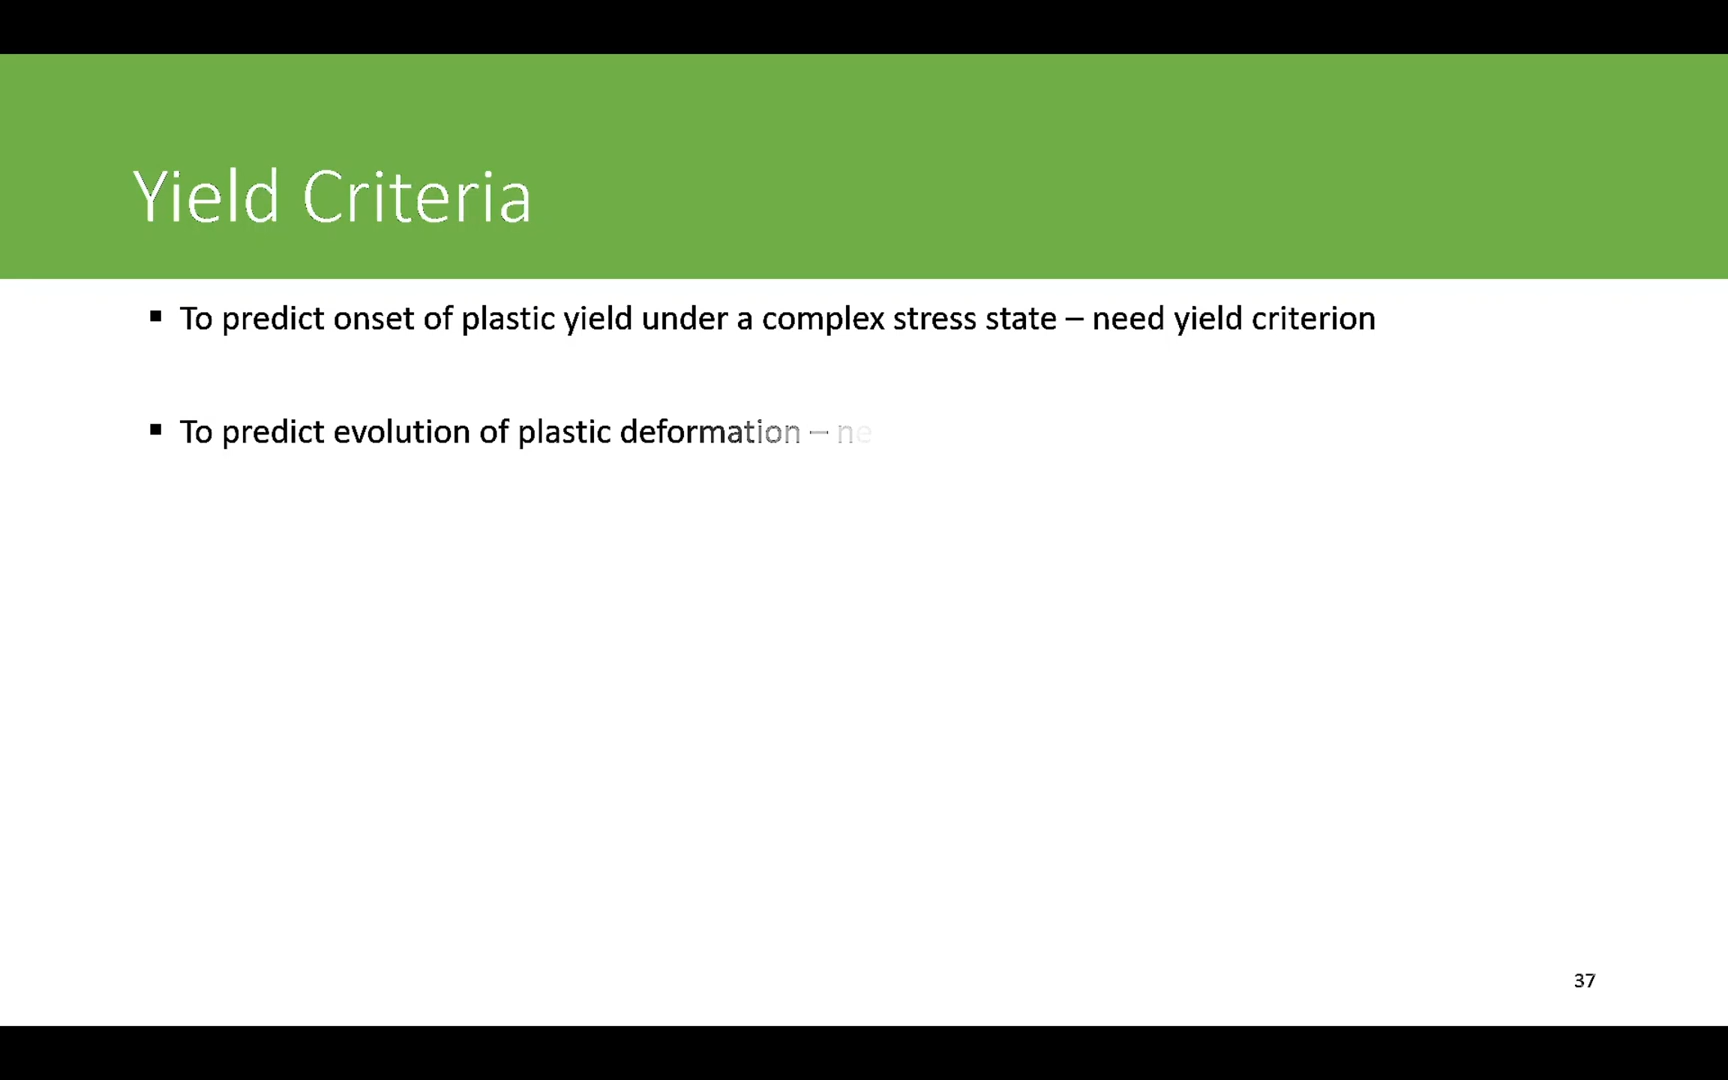 Yield Criteria
▪ To predict onset of plastic yield under a complex stress state – need yield criterion
▪ To predict evolution of plastic deformation – ne
37